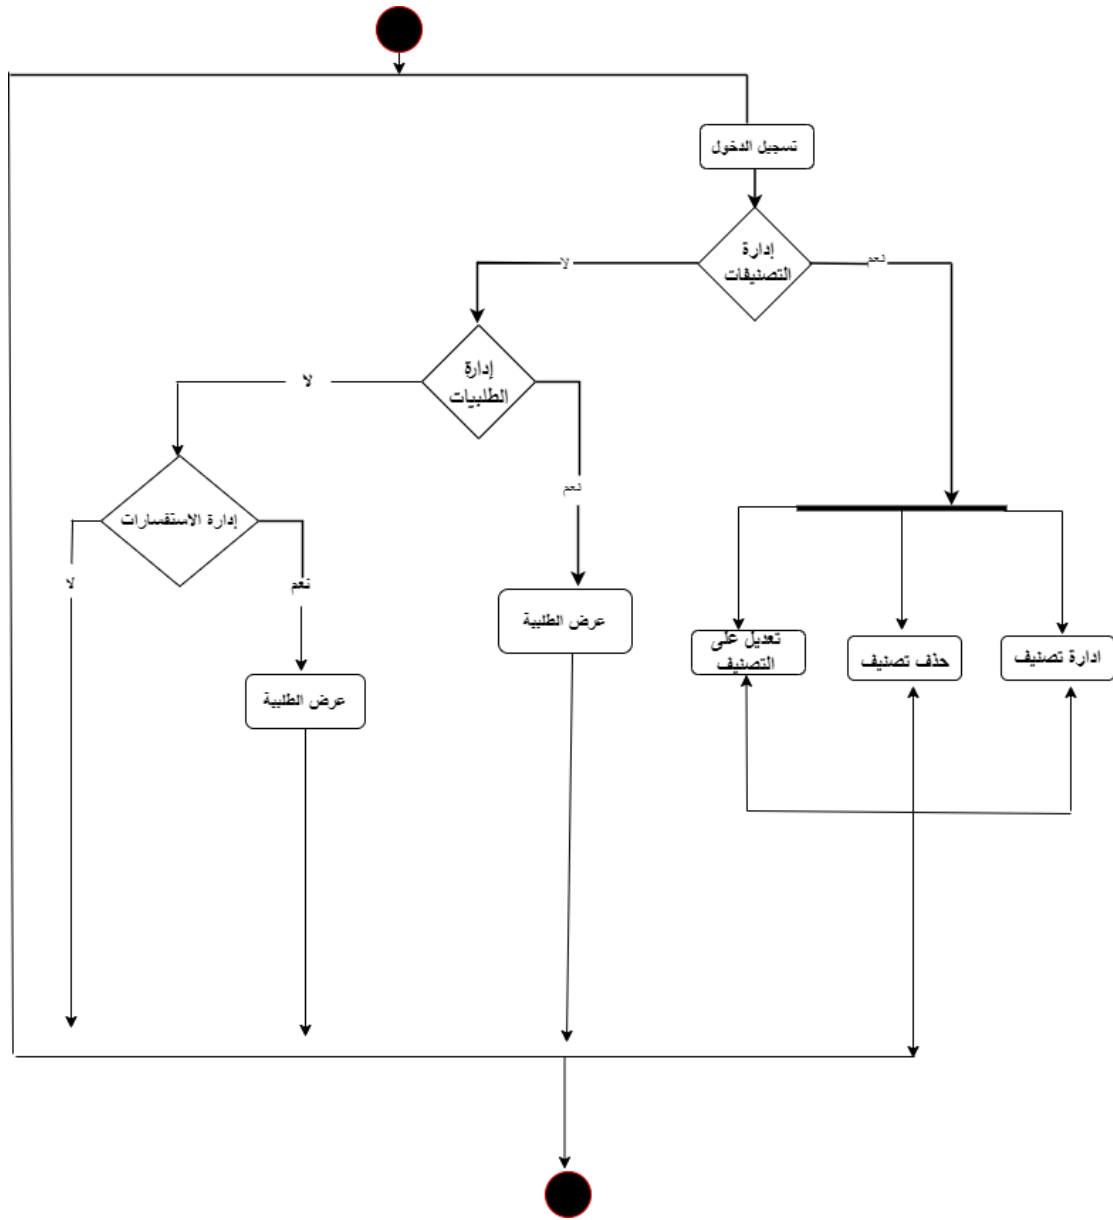 تسجيل الدخول
إدارة
التصنيفات
نعم
لا
إدارة
الطلبيات
لا
نعم
إدارة الاستفسارات
نعم
لا
عرض الطلبية
عرض الطلبية
تعديل على
التصنيف
حذف تصنيف
ادارة تصنيف